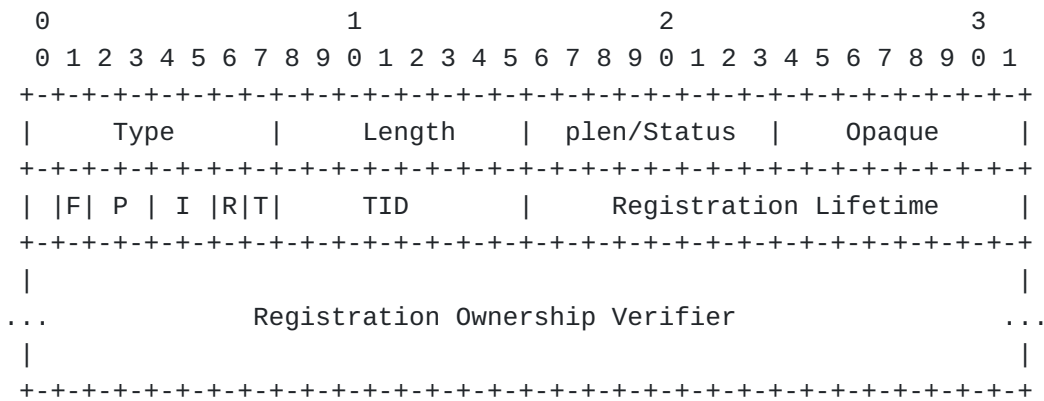 0                   1                   2                   3
 0 1 2 3 4 5 6 7 8 9 0 1 2 3 4 5 6 7 8 9 0 1 2 3 4 5 6 7 8 9 0 1
+-+-+-+-+-+-+-+-+-+-+-+-+-+-+-+-+-+-+-+-+-+-+-+-+-+-+-+-+-+-+-+-+
|     Type      |     Length    |  plen/Status  |    Opaque     |
+-+-+-+-+-+-+-+-+-+-+-+-+-+-+-+-+-+-+-+-+-+-+-+-+-+-+-+-+-+-+-+-+
| |F| P | I |R|T|     TID       |     Registration Lifetime     |
+-+-+-+-+-+-+-+-+-+-+-+-+-+-+-+-+-+-+-+-+-+-+-+-+-+-+-+-+-+-+-+-+
|                                                               |
...             Registration Ownership Verifier                 ...
|                                                               |
+-+-+-+-+-+-+-+-+-+-+-+-+-+-+-+-+-+-+-+-+-+-+-+-+-+-+-+-+-+-+-+-+